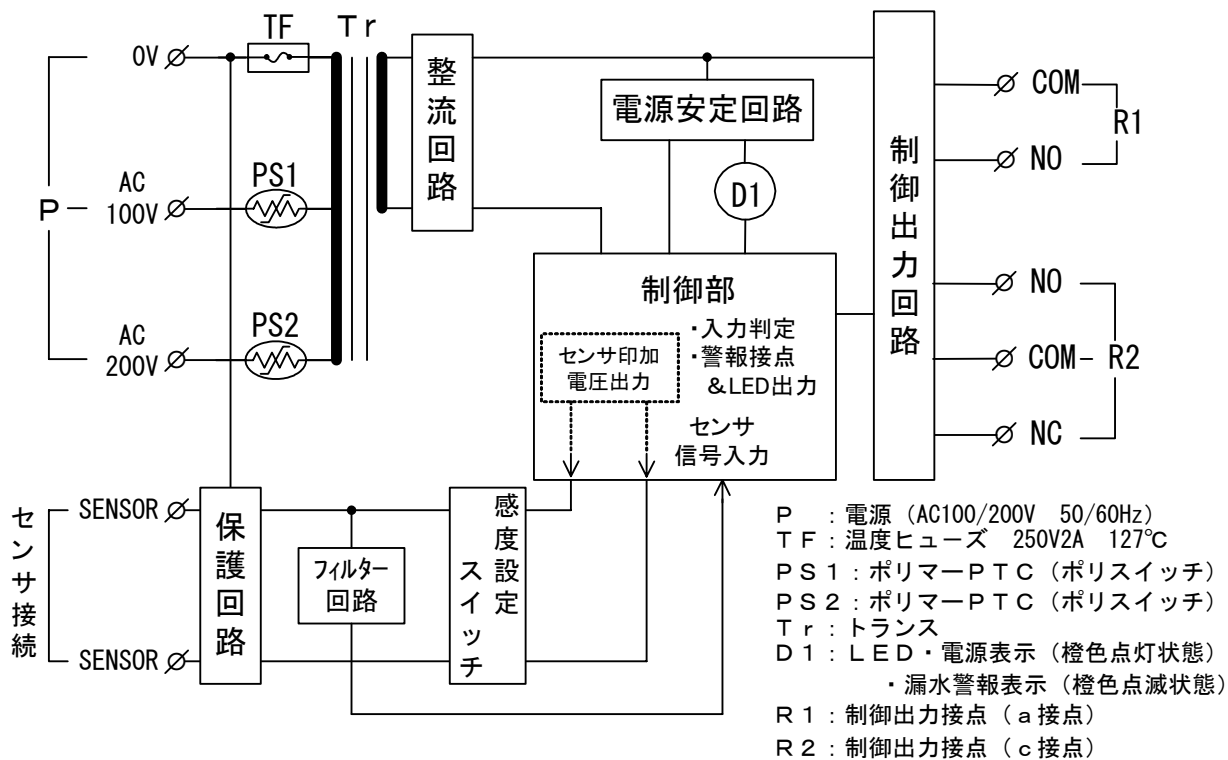 TF
Tr
0V
AC
100V
PS1
P
AC
200V
PS2
整流回路
電源安定回路
D1
制御部
・入力判定
・警報接点
&LED出力
センサ印加
電圧出力
センサ
信号入力
制御出力回路
COM
NO
R1
NO
COM
R2
NC
センサ接続
SENSOR
SENSOR
保護回路
フィルター
回路
感度設定
スイッチ
P :電源(AC100/200V 50/60Hz)
TF:温度ヒューズ 250V2A 127℃
PS1:ポリマーPTC(ポリスイッチ)
PS2:ポリマーPTC(ポリスイッチ)
Tr:トランス
D1:LED・電源表示(橙色点灯状態)
・漏水警報表示(橙色点滅状態)
R1:制御出力接点(a接点)
R2:制御出力接点(c接点)